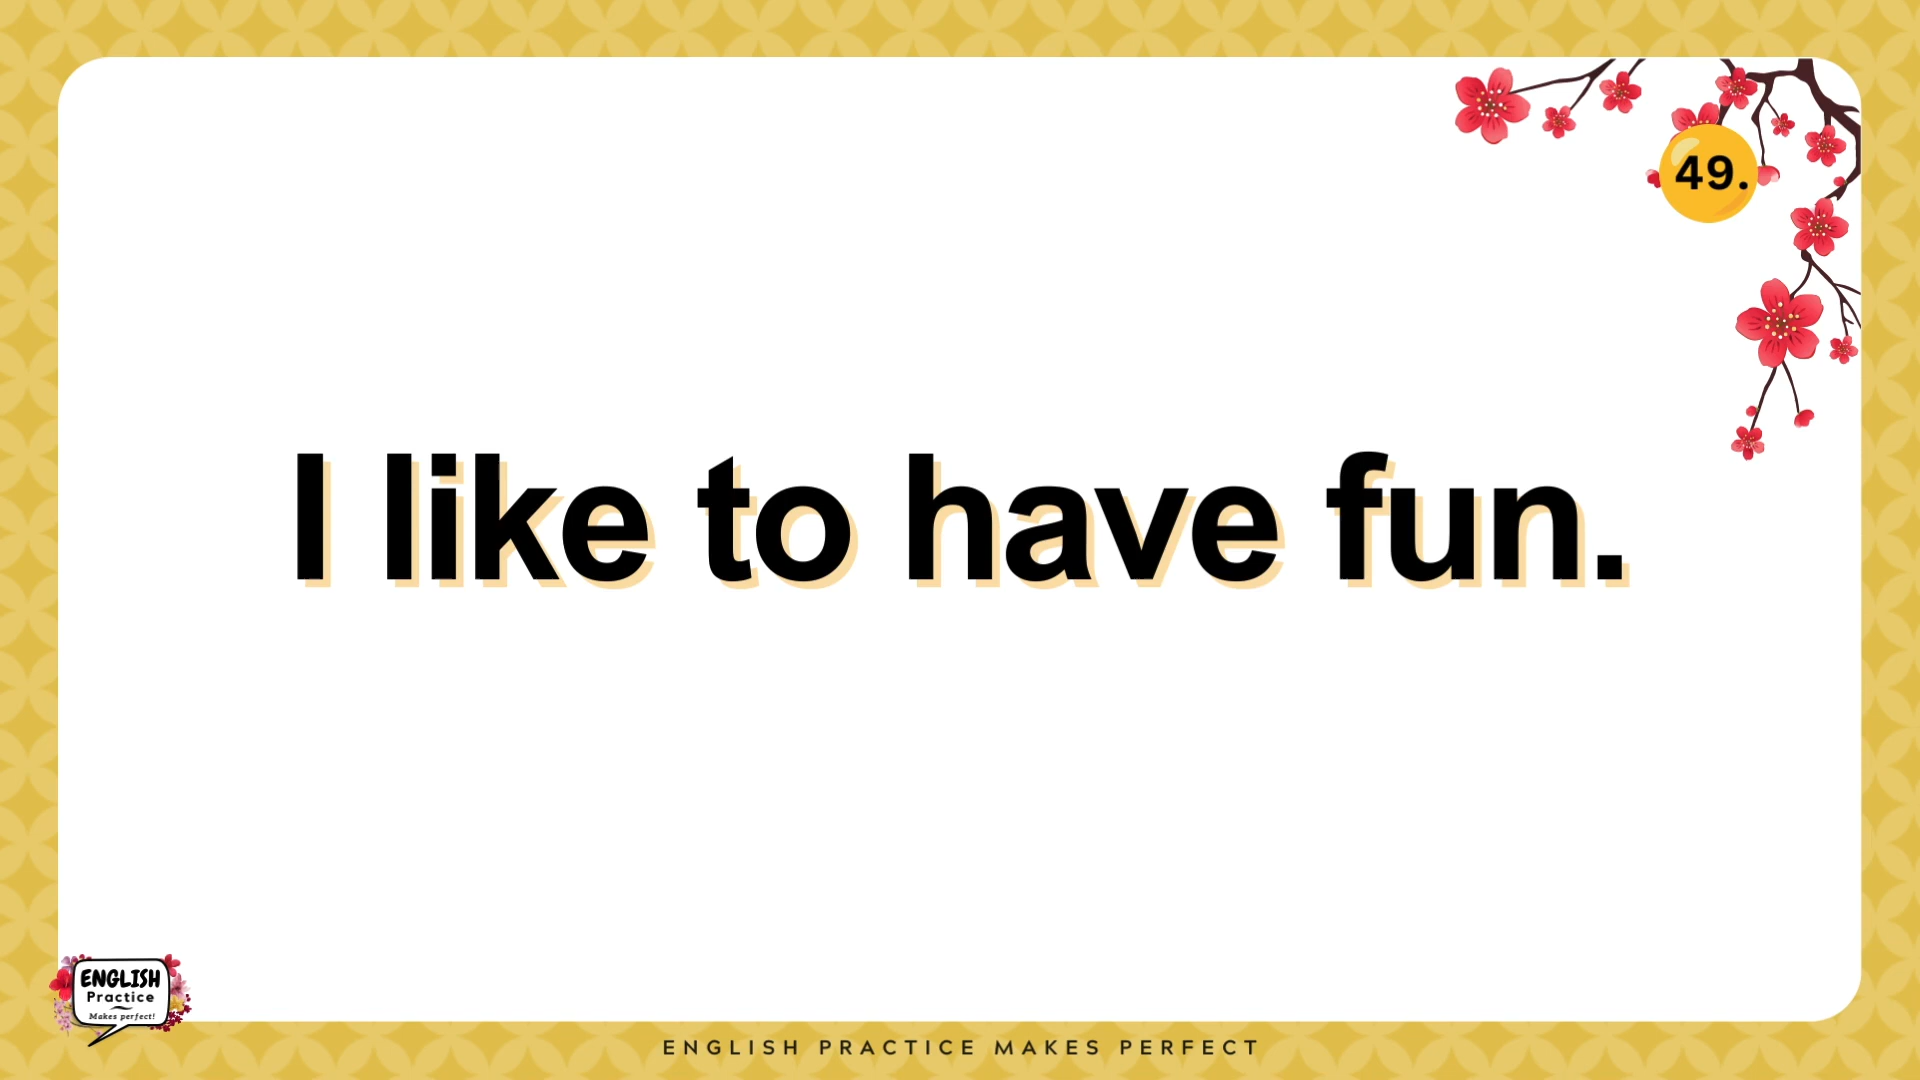 49.
I like to have fun.
ENGLISH
Practice
Makes perfect!
ENGLISH PRACTICE MAKES PERFECT